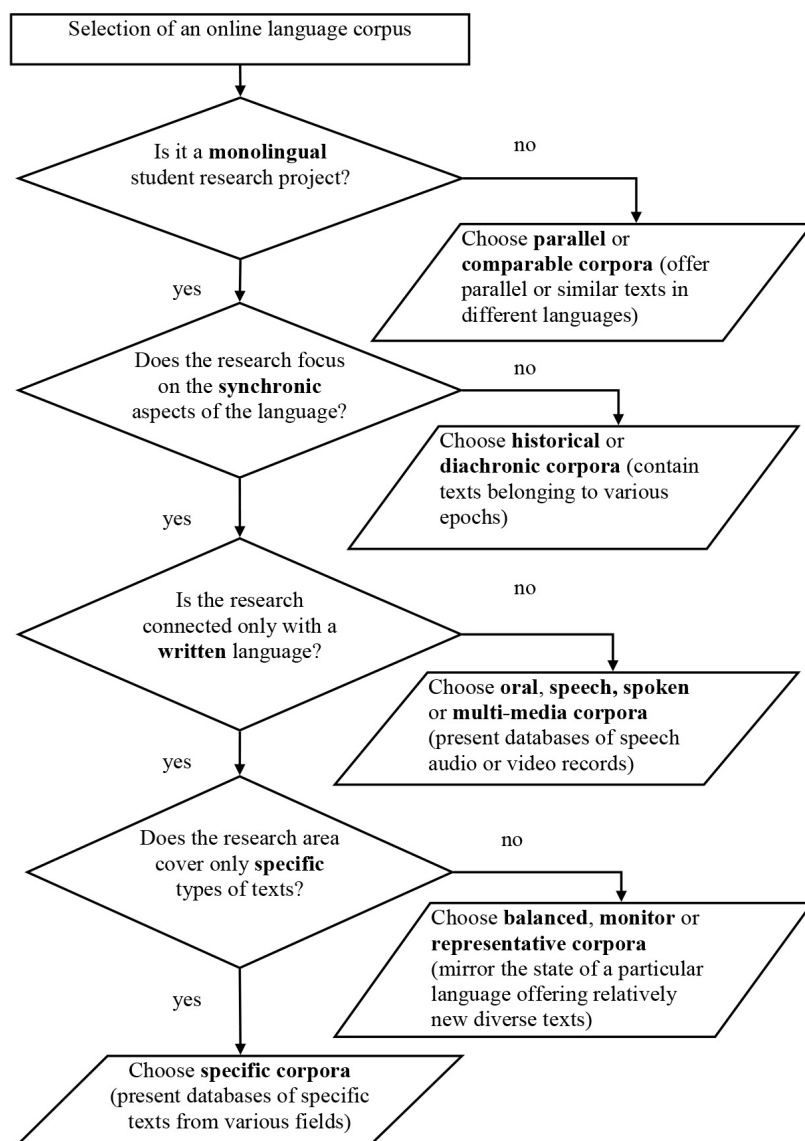 Selection of an online language corpus
Is it a monolingual
student research project?
no
Choose parallel or
comparable corpora (offer
parallel or similar texts in
different languages)
yes
Does the research focus
on the synchronic
aspects of the language?
no
Choose historical or
diachronic corpora (contain
texts belonging to various
epochs)
yes
Is the research
connected only with a
written language?
no
Choose oral, speech, spoken
or multi-media corpora
(present databases of speech
audio or video records)
yes
Does the research area
cover only specific
types of texts?
no
Choose balanced, monitor or
representative corpora
(mirror the state of a particular
language offering relatively
new diverse texts)
yes
Choose specific corpora
(present databases of specific
texts from various fields)